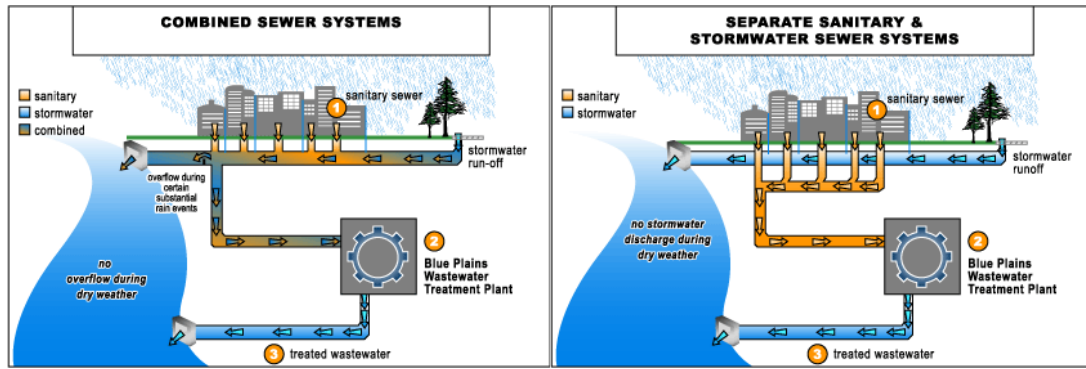 COMBINED SEWER SYSTEMS
sanitary
stormwater
combined
1
sanitary sewer
stormwater
run-off
overflow during
certain
substantial
rain events
no
overflow during
dry weather
2
Blue Plains
Wastewater
Treatment Plant
3 treated wastewater
SEPARATE SANITARY &
STORMWATER SEWER SYSTEMS
sanitary
stormwater
1
sanitary sewer
stormwater
runoff
no stormwater
discharge during
dry weather
2
Blue Plains
Wastewater
Treatment Plant
3 treated wastewater